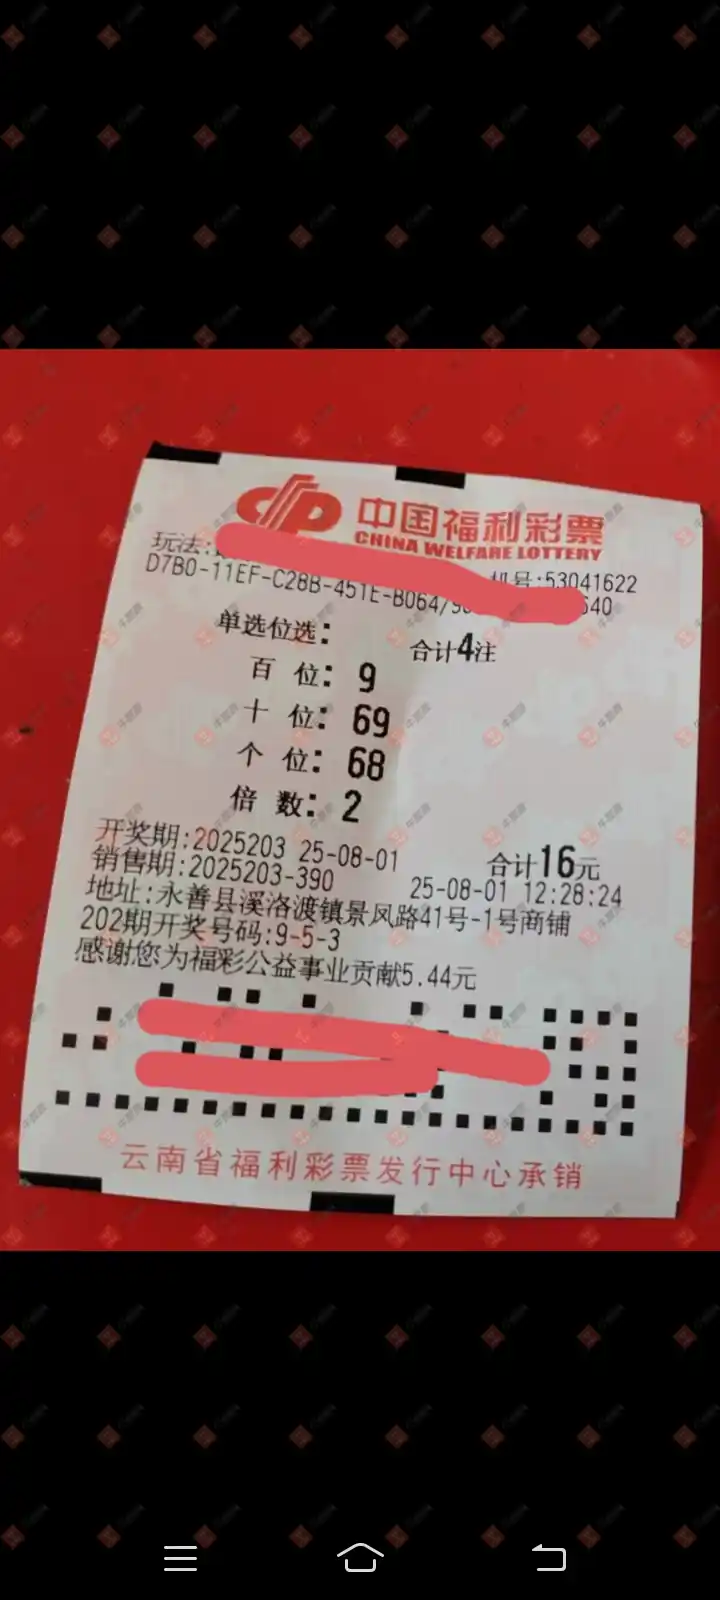 中国福利彩票
CHINA WELFARE LOTTERY
玩法:
机号:53041622
D7B0-11EF-C28B-451E-B064/9 640
单选位选: 合计4注
百 位: 9
十 位: 69
个 位: 68
倍 数: 2
开奖期:2025203 25-08-01 合计16元
销售期:2025203-390 25-08-01 12:28:24
地址:永善县溪洛渡镇景凤路41号-1号商铺
202期开奖号码:9-5-3
感谢您为福彩公益事业贡献5.44元
云南省福利彩票发行中心承销